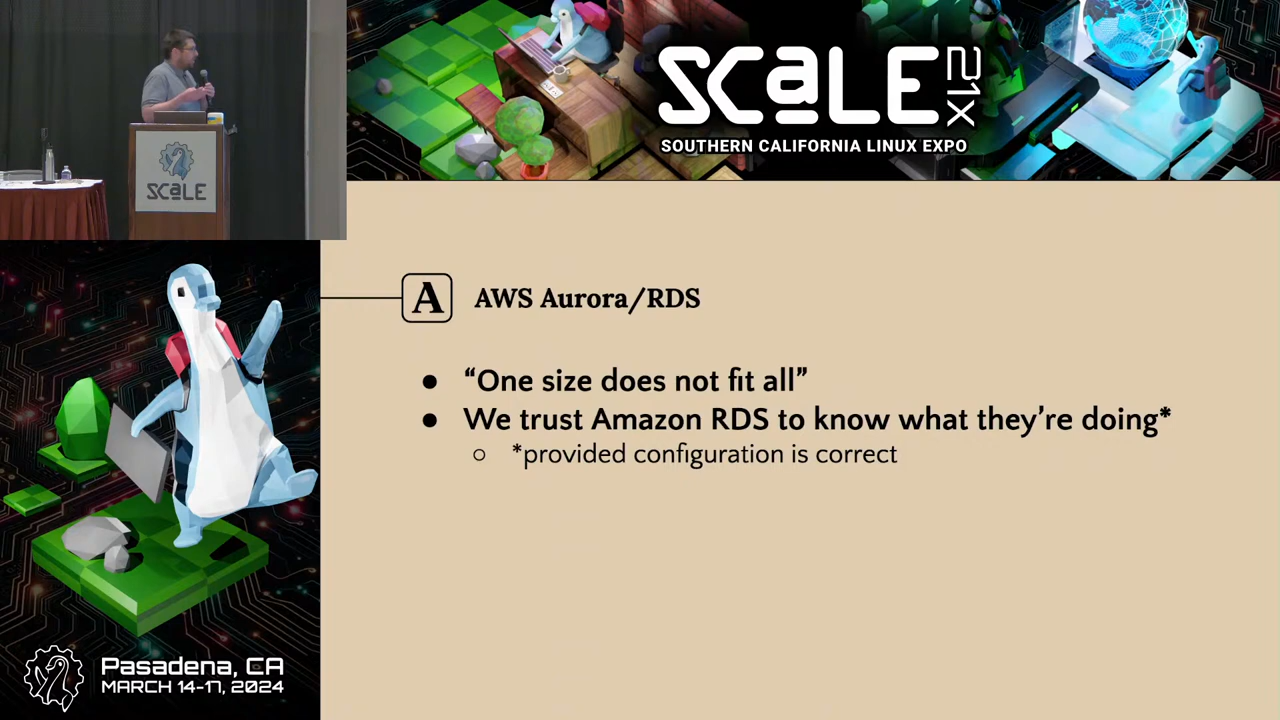 SCALE 21X
SOUTHERN CALIFORNIA LINUX EXPO
SCALE
A AWS Aurora/RDS
● “One size does not fit all”
● We trust Amazon RDS to know what they’re doing*
○ *provided configuration is correct
Pasadena, CA
MARCH 14-17, 2024